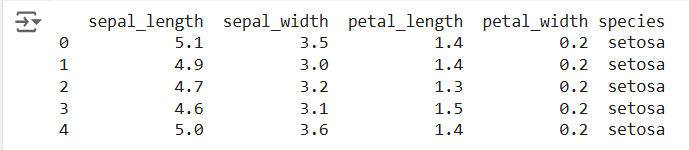 sepal_length sepal_width petal_length petal_width species
0 5.1 3.5 1.4 0.2 setosa
1 4.9 3.0 1.4 0.2 setosa
2 4.7 3.2 1.3 0.2 setosa
3 4.6 3.1 1.5 0.2 setosa
4 5.0 3.6 1.4 0.2 setosa